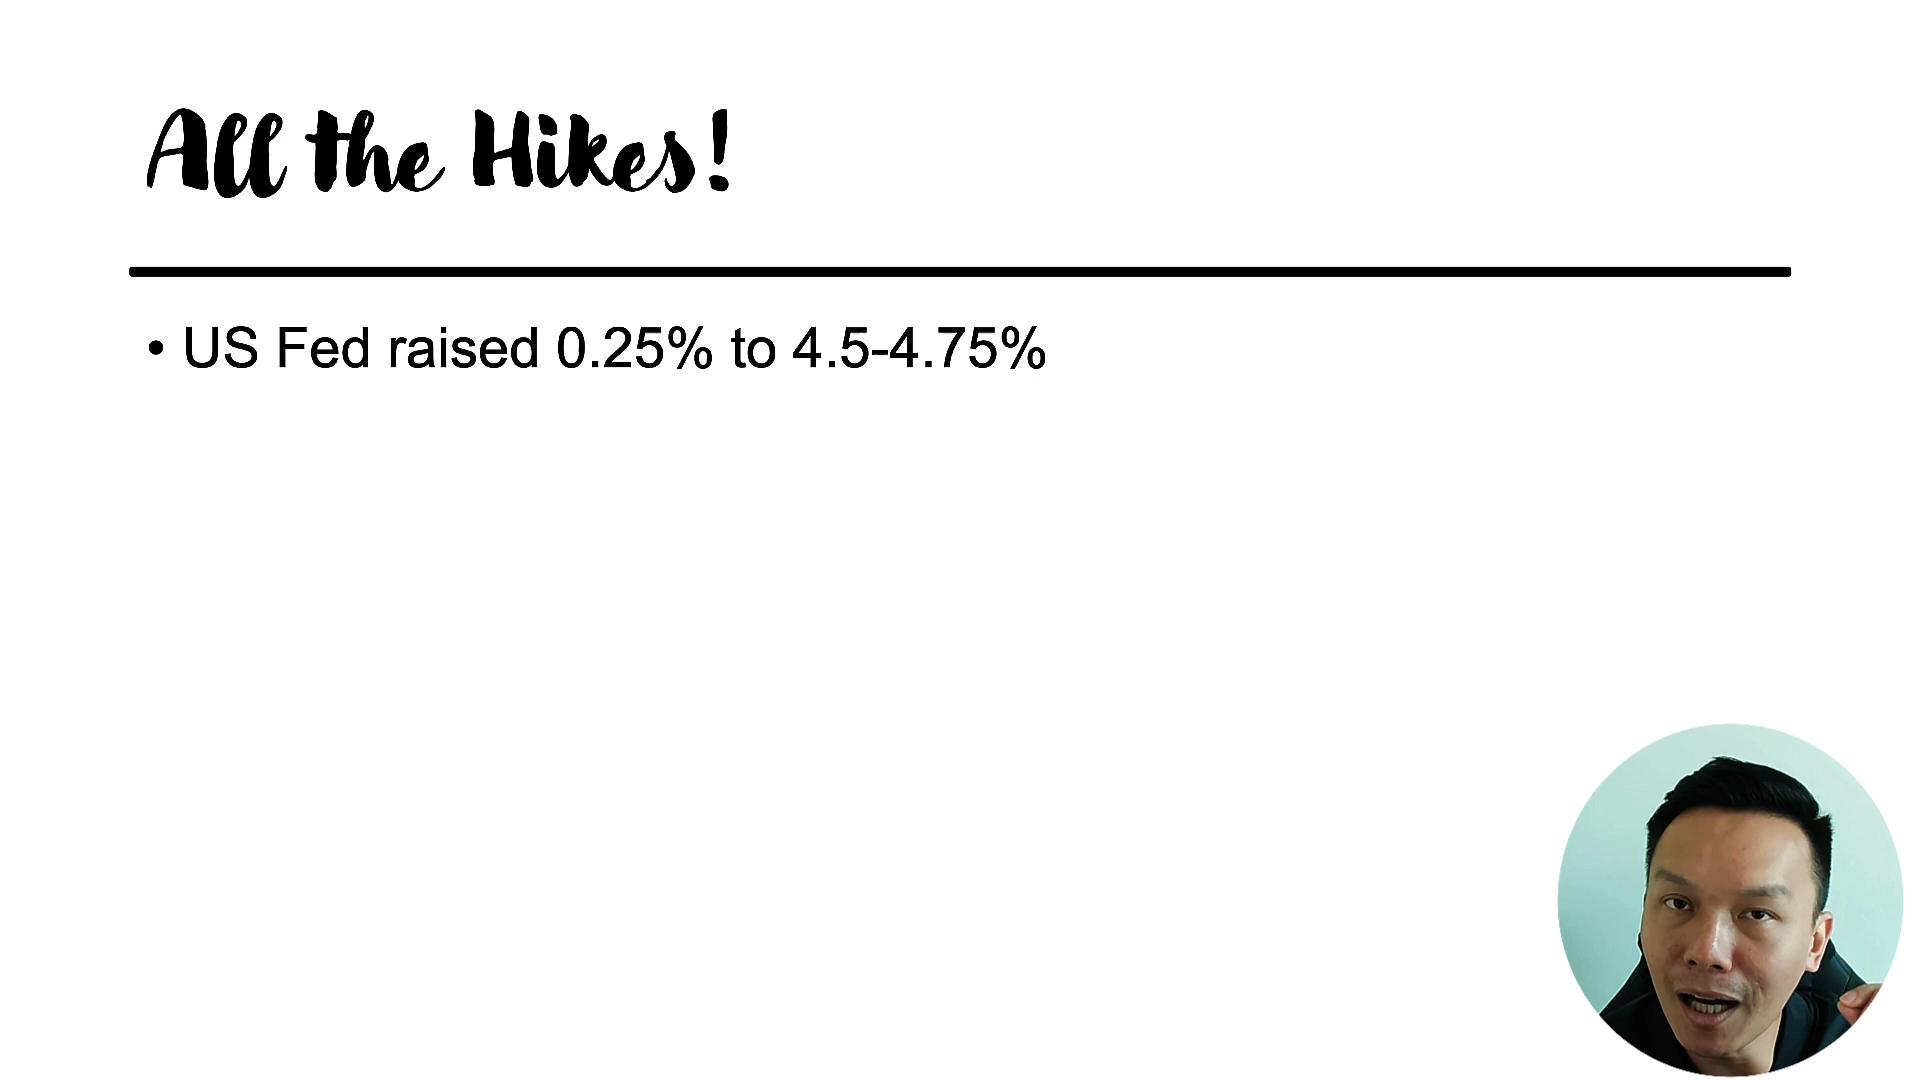 All the Hikes!
• US Fed raised 0.25% to 4.5-4.75%